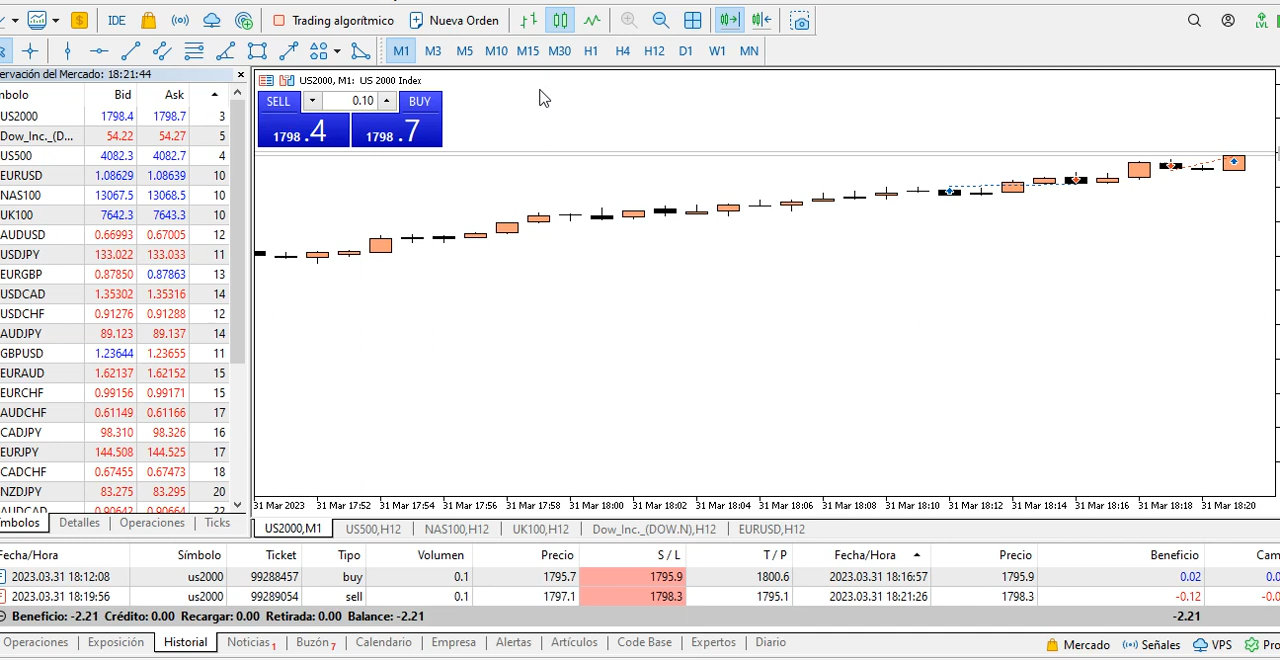 $ IDE Trading algorítmico Nueva Orden LVL
M1 M3 M5 M10 M15 M30 H1 H4 H12 D1 W1 MN
ervación del Mercado: 18:21:44 ×
mbolo Bid Ask
US2000 1798.4 1798.7 3
Dow_Inc._(D... 54.22 54.27 5
US500 4082.3 4082.7 4
EURUSD 1.08629 1.08639 10
NAS100 13067.5 13068.5 10
UK100 7642.3 7643.3 10
AUDUSD 0.66993 0.67005 12
USDJPY 133.022 133.033 11
EURGBP 0.87850 0.87863 13
USDCAD 1.35302 1.35316 14
USDCHF 0.91276 0.91288 12
AUDJPY 89.123 89.137 14
GBPUSD 1.23644 1.23655 11
EURAUD 1.62137 1.62152 15
EURCHF 0.99156 0.99171 15
AUDCHF 0.61149 0.61166 17
CADJPY 98.310 98.326 16
EURJPY 144.508 144.525 17
CADCHF 0.67455 0.67473 18
NZDJPY 83.275 83.295 20
AUDCAD 0.90642 0.90664 22
mbolos Detalles Operaciones Ticks
US2000, M1: US 2000 Index
SELL 0.10 BUY
1798.4 1798.7
31 Mar 2023 31 Mar 17:52 31 Mar 17:54 31 Mar 17:56 31 Mar 17:58 31 Mar 18:00 31 Mar 18:02 31 Mar 18:04 31 Mar 18:06 31 Mar 18:08 31 Mar 18:10 31 Mar 18:12 31 Mar 18:14 31 Mar 18:16 31 Mar 18:18 31 Mar 18:20
US2000,M1 US500,H12 NAS100,H12 UK100,H12 Dow_Inc._(DOW.N),H12 EURUSD,H12
Fecha/Hora Símbolo Ticket Tipo Volumen Precio S / L T / P Fecha/Hora Precio Beneficio Cam
2023.03.31 18:12:08 us2000 99288457 buy 0.1 1795.7 1795.9 1800.6 2023.03.31 18:16:57 1795.9 0.02 0.0
2023.03.31 18:19:56 us2000 99289054 sell 0.1 1797.1 1798.3 1795.1 2023.03.31 18:21:26 1798.3 -0.12 -0.0
Beneficio: -2.21 Crédito: 0.00 Recargar: 0.00 Retirada: 0.00 Balance: -2.21 -2.21
Operaciones Exposición Historial Noticias 1 Buzón 7 Calendario Empresa Alertas Artículos Code Base Expertos Diario Mercado Señales VPS Pro